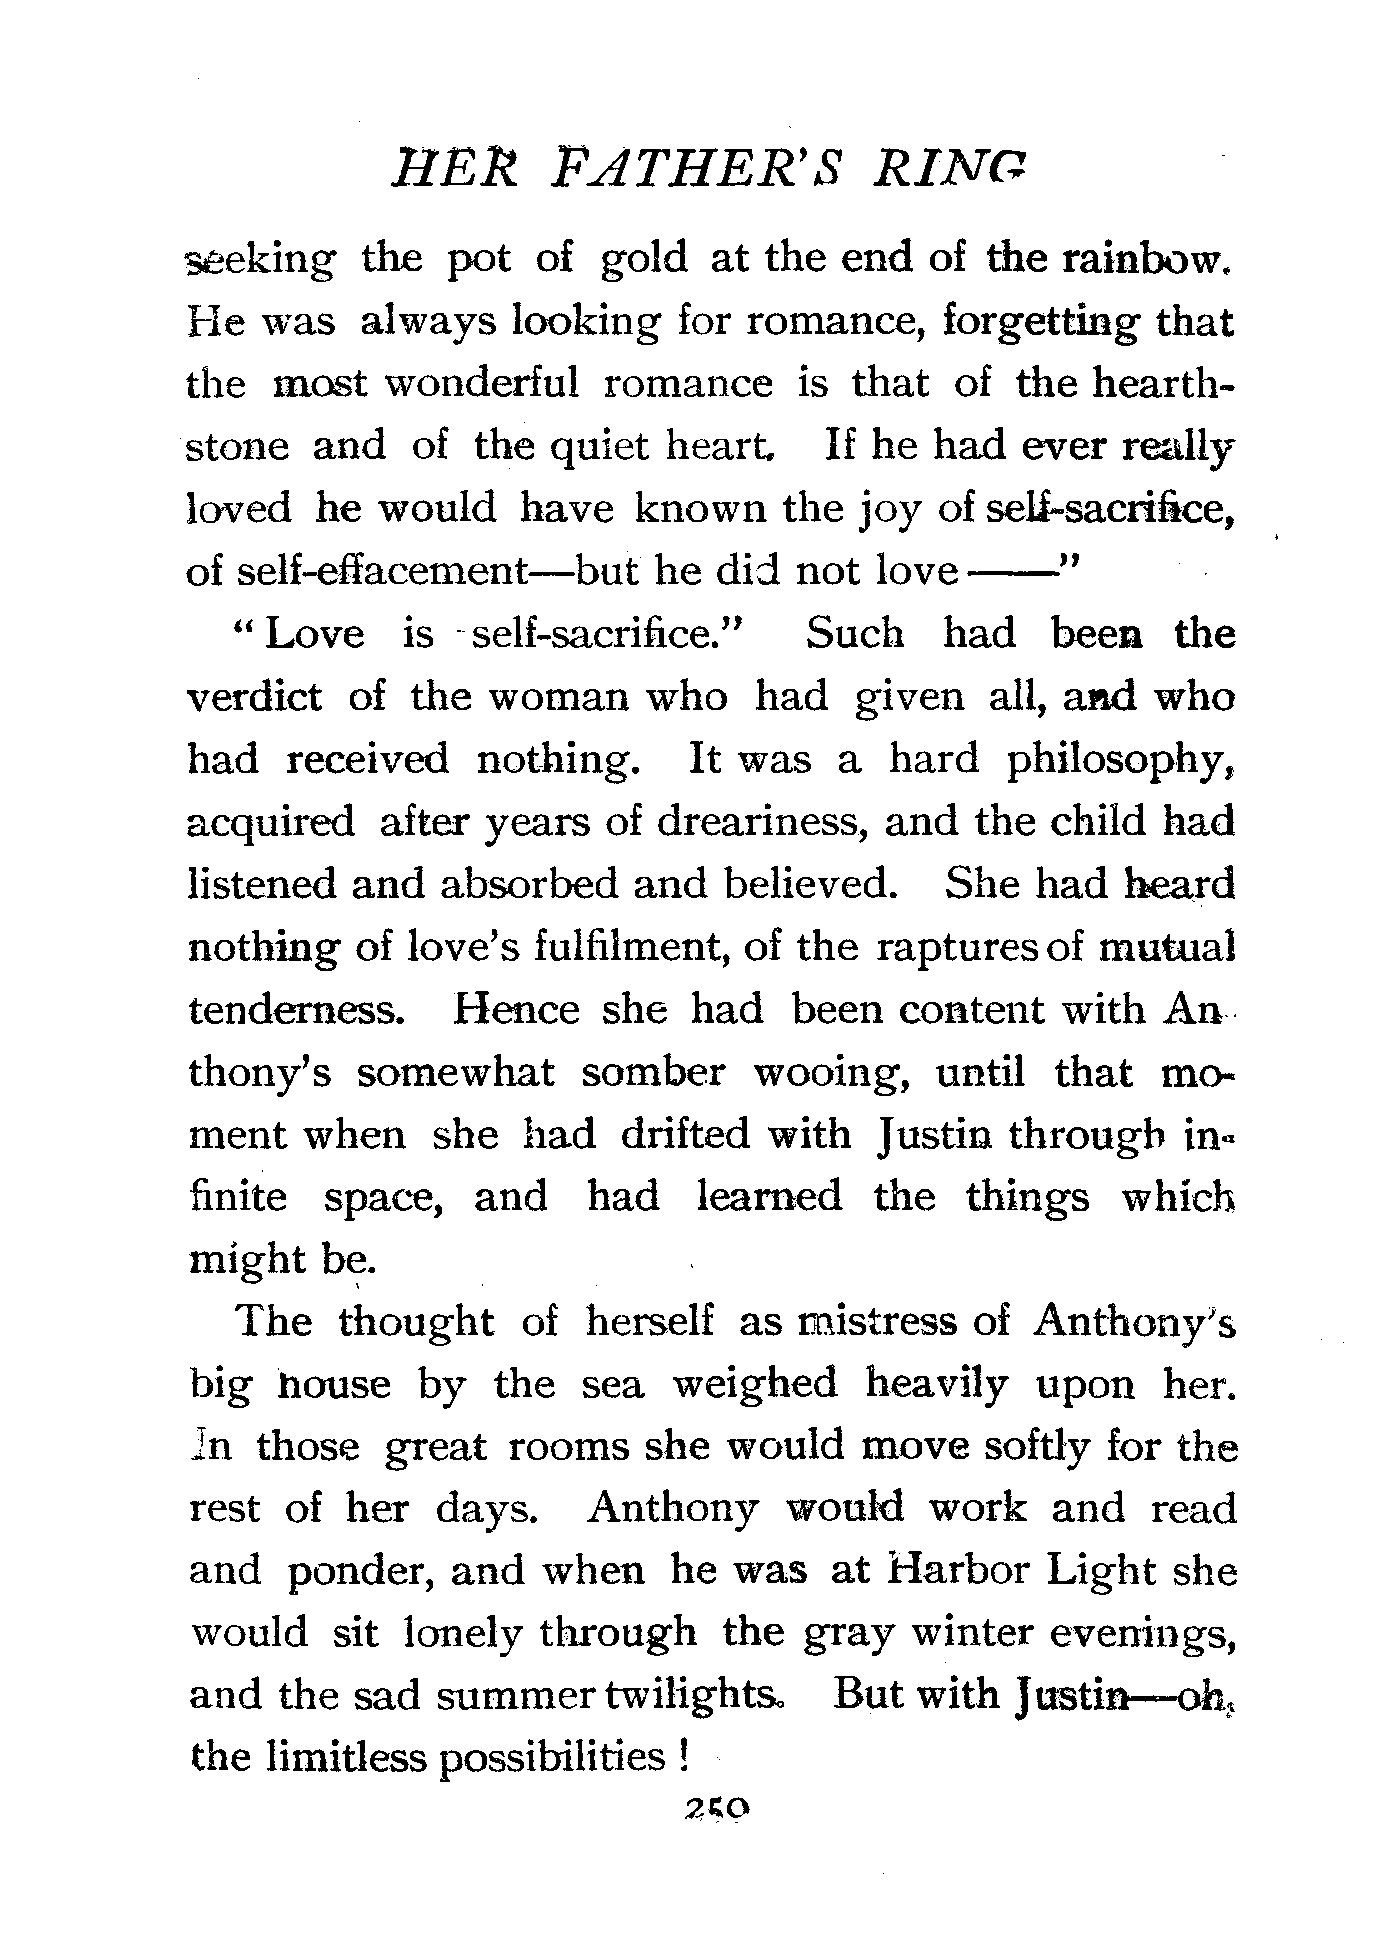 HER FATHER'S RING
seeking the pot of gold at the end of the rainbow.
He was always looking for romance, forgetting that
the most wonderful romance is that of the hearth-
stone and of the quiet heart. If he had ever really
loved he would have known the joy of self-sacrifice,
of self-effacement—but he did not love ——"
"Love is self-sacrifice." Such had been the
verdict of the woman who had given all, and who
had received nothing. It was a hard philosophy,
acquired after years of dreariness, and the child had
listened and absorbed and believed. She had heard
nothing of love's fulfilment, of the raptures of mutual
tenderness. Hence she had been content with An-
thony's somewhat somber wooing, until that mo-
ment when she had drifted with Justin through in-
finite space, and had learned the things which
might be.
The thought of herself as mistress of Anthony's
big house by the sea weighed heavily upon her.
In those great rooms she would move softly for the
rest of her days. Anthony would work and read
and ponder, and when he was at Harbor Light she
would sit lonely through the gray winter evenings,
and the sad summer twilights. But with Justin—oh,
the limitless possibilities!
250